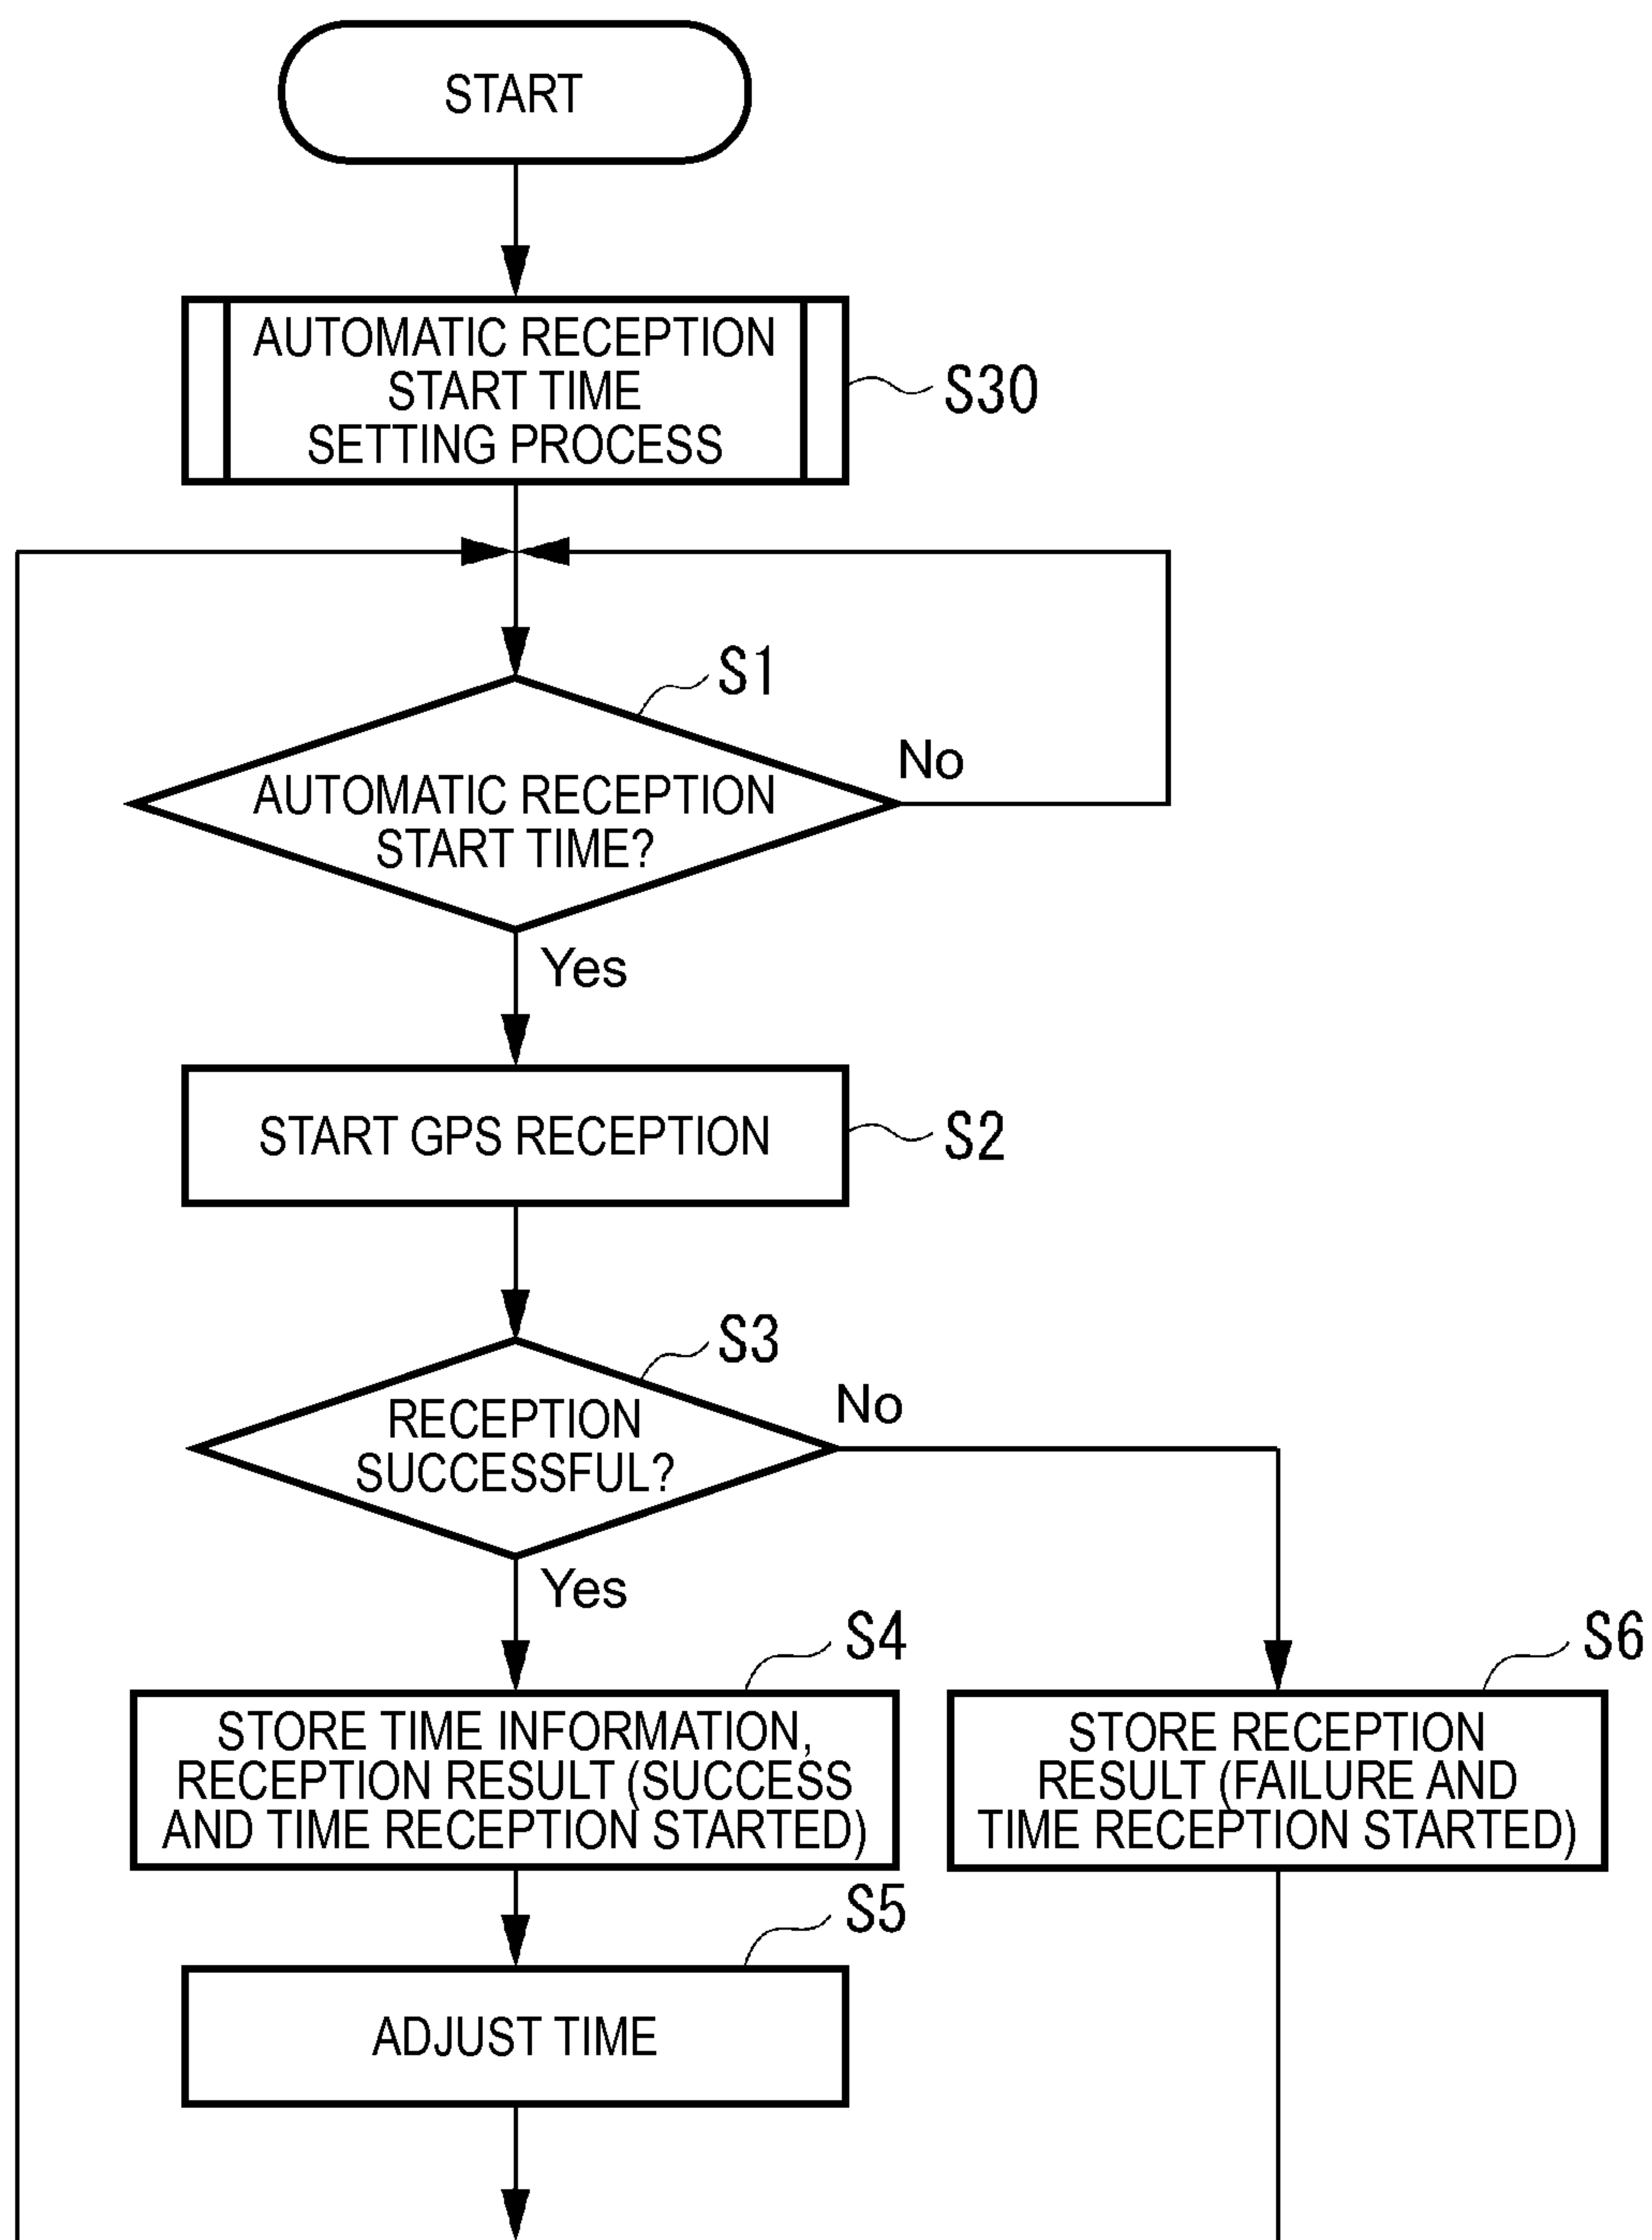 START
AUTOMATIC RECEPTION
START TIME
SETTING PROCESS
S30
S1
AUTOMATIC RECEPTION
START TIME?
No
Yes
START GPS RECEPTION
S2
S3
RECEPTION
SUCCESSFUL?
No
Yes
S4
STORE TIME INFORMATION,
RECEPTION RESULT (SUCCESS
AND TIME RECEPTION STARTED)
S6
STORE RECEPTION
RESULT (FAILURE AND
TIME RECEPTION STARTED)
S5
ADJUST TIME